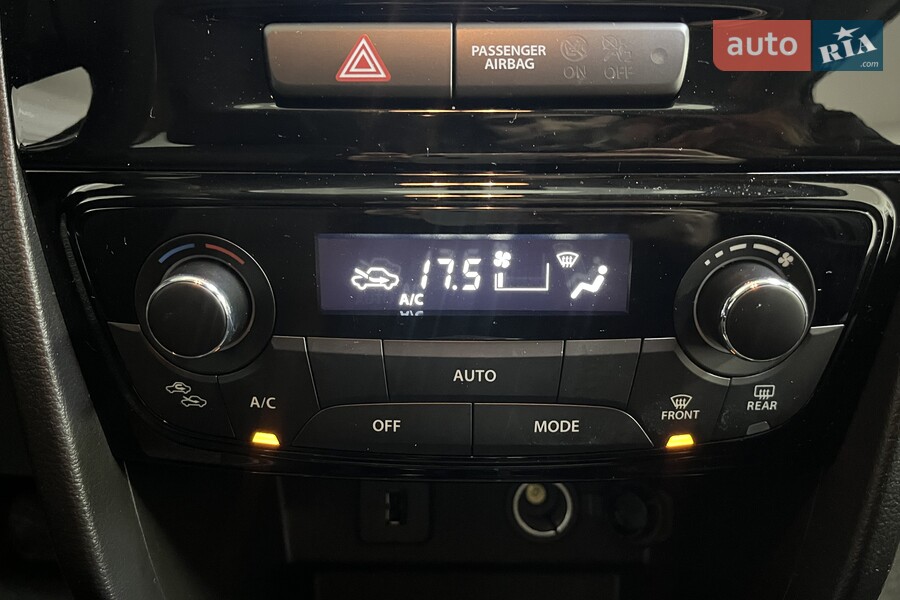 PASSENGER
AIRBAG
ON OFF
auto RIA
.com
17.5
A/C
AUTO
A/C
OFF
MODE
FRONT
REAR